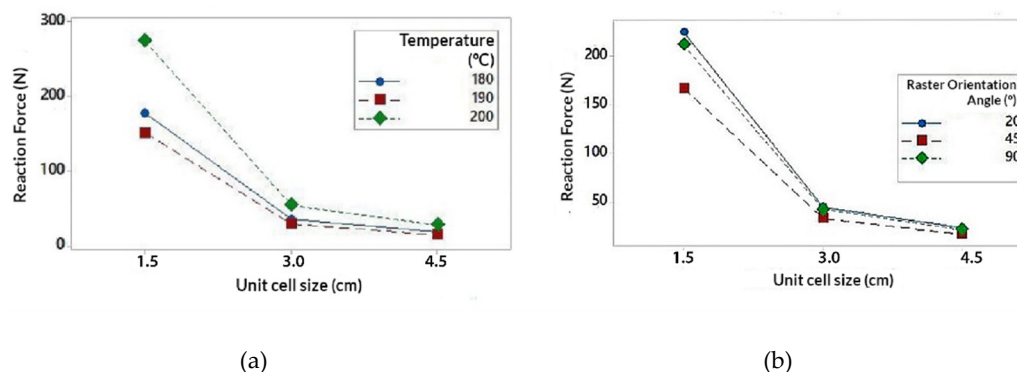 Reaction Force (N)
300
200
100
0
1.5
3.0
4.5
Unit cell size (cm)
Temperature
(°C)
180
190
200
(a)
Reaction Force (N)
200
150
100
50
1.5
3.0
4.5
Unit cell size (cm)
Raster Orientation
Angle (°)
20
45
90
(b)